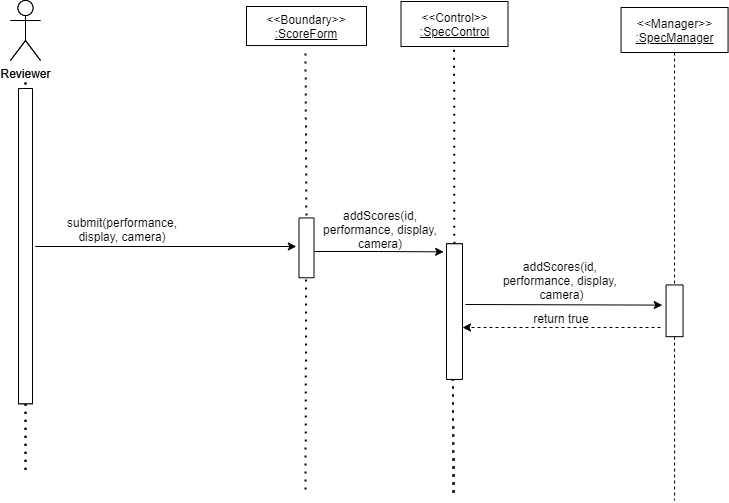 <<Boundary>>
:ScoreForm
<<Control>>
:SpecControl
<<Manager>>
:SpecManager
Reviewer
submit(performance,
display, camera)
addScores(id,
performance, display,
camera)
addScores(id,
performance, display,
camera)
return true